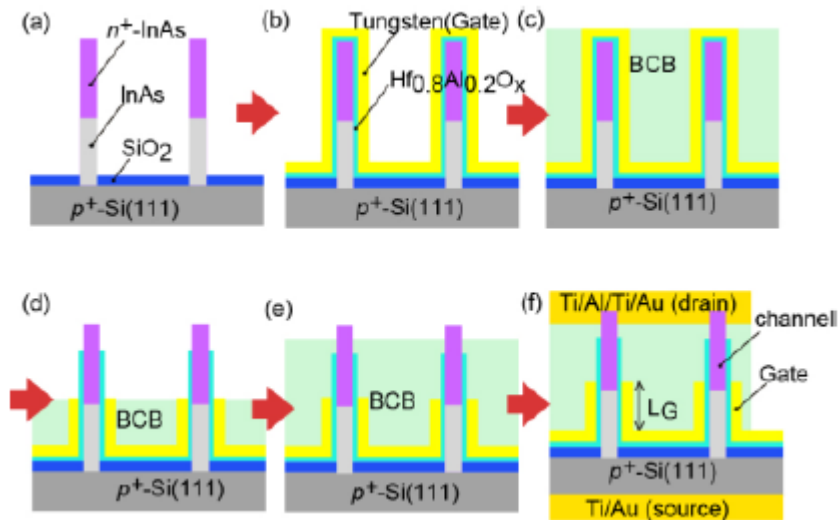 (a)
n⁺-InAs
InAs
SiO₂
p⁺-Si(111)
(b)
Tungsten(Gate)
Hf₀.₈Al₀.₂Oₓ
p⁺-Si(111)
(c)
BCB
p⁺-Si(111)
(d)
BCB
p⁺-Si(111)
(e)
BCB
p⁺-Si(111)
(f)
Ti/Al/Ti/Au (drain)
channel
Gate
LG
p⁺-Si(111)
Ti/Au (source)